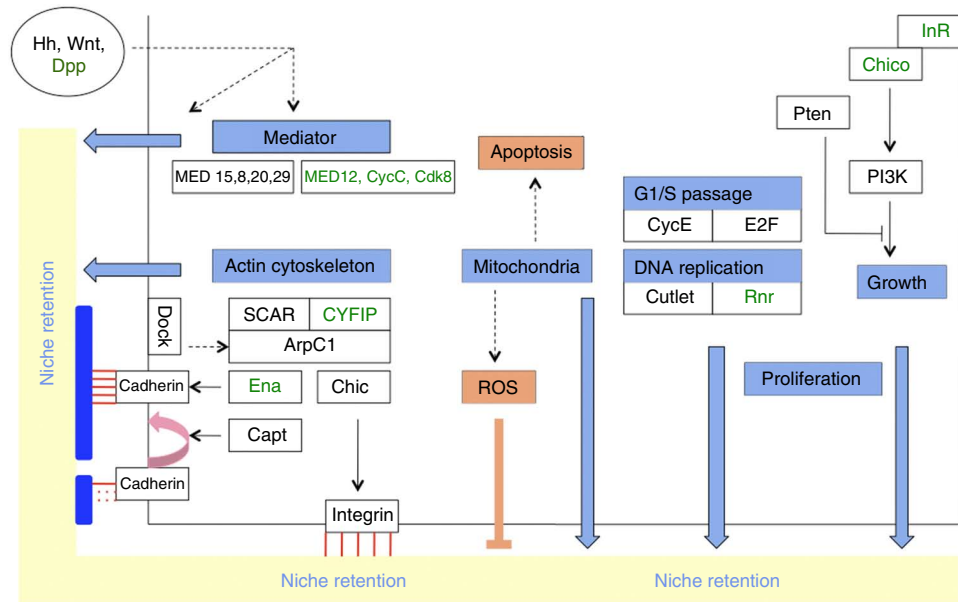 Hh, Wnt,
Dpp
InR
Chico
Pten
PI3K
Growth
Mediator
MED 15,8,20,29
MED12, CycC, Cdk8
Apoptosis
G1/S passage
CycE
E2F
DNA replication
Cutlet
Rnr
Mitochondria
ROS
Proliferation
Actin cytoskeleton
SCAR
CYFIP
ArpC1
Dock
Cadherin
Ena
Chic
Capt
Cadherin
Integrin
Niche retention
Niche retention
Niche retention